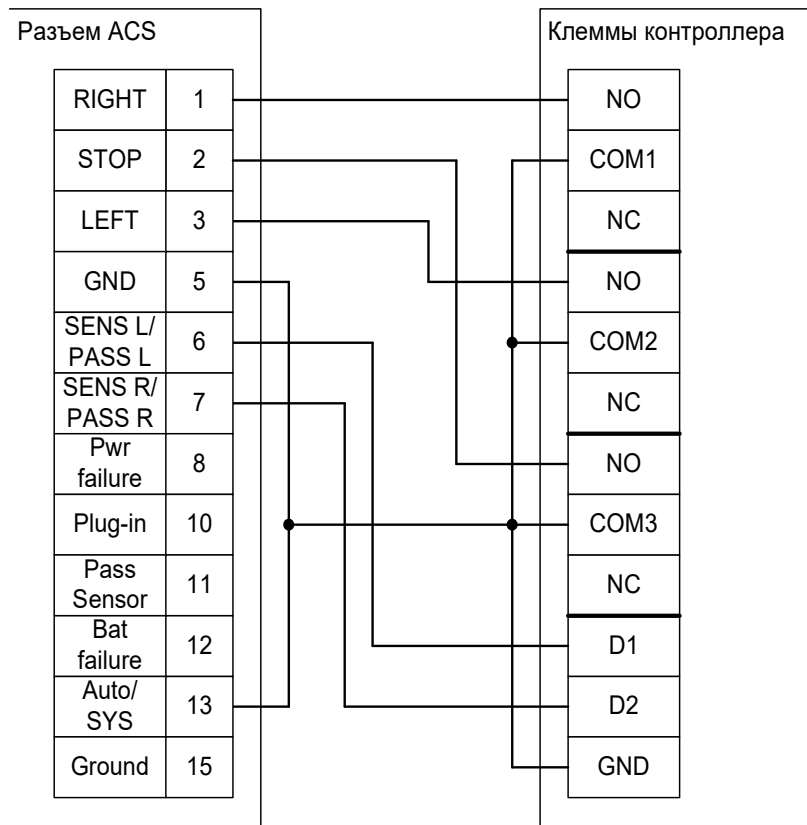 Разъем ACS
RIGHT 1
STOP 2
LEFT 3
GND 5
SENS L/
PASS L 6
SENS R/
PASS R 7
Pwr
failure 8
Plug-in 10
Pass
Sensor 11
Bat
failure 12
Auto/
SYS 13
Ground 15
Клеммы контроллера
NO
COM1
NC
NO
COM2
NC
NO
COM3
NC
D1
D2
GND